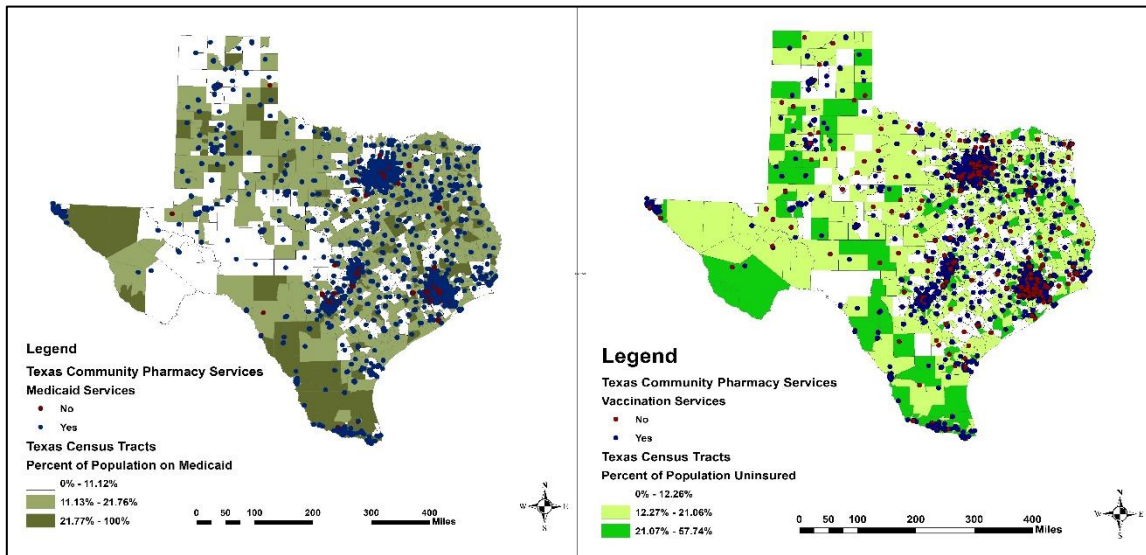 Legend
Texas Community Pharmacy Services
Medicaid Services
No
Yes
Texas Census Tracts
Percent of Population on Medicaid
0% - 11.12%
11.13% - 21.76%
21.77% - 100%
0 50 100 200 300 400
Miles
N
W E
S
Legend
Texas Community Pharmacy Services
Vaccination Services
No
Yes
Texas Census Tracts
Percent of Population Uninsured
0% - 12.26%
12.27% - 21.06%
21.07% - 57.74%
0 50 100 200 300 400
Miles
N
W E
S